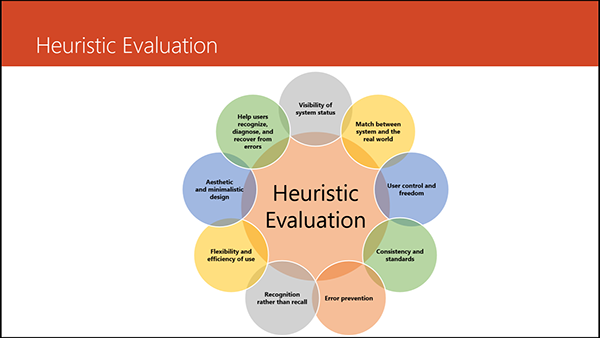 Heuristic Evaluation
Visibility of
system status
Match between
system and the
real world
User control and
freedom
Consistency and
standards
Error prevention
Recognition
rather than recall
Flexibility and
efficiency of use
Aesthetic
and minimalistic
design
Help users
recognize,
diagnose, and
recover from
errors
Heuristic
Evaluation